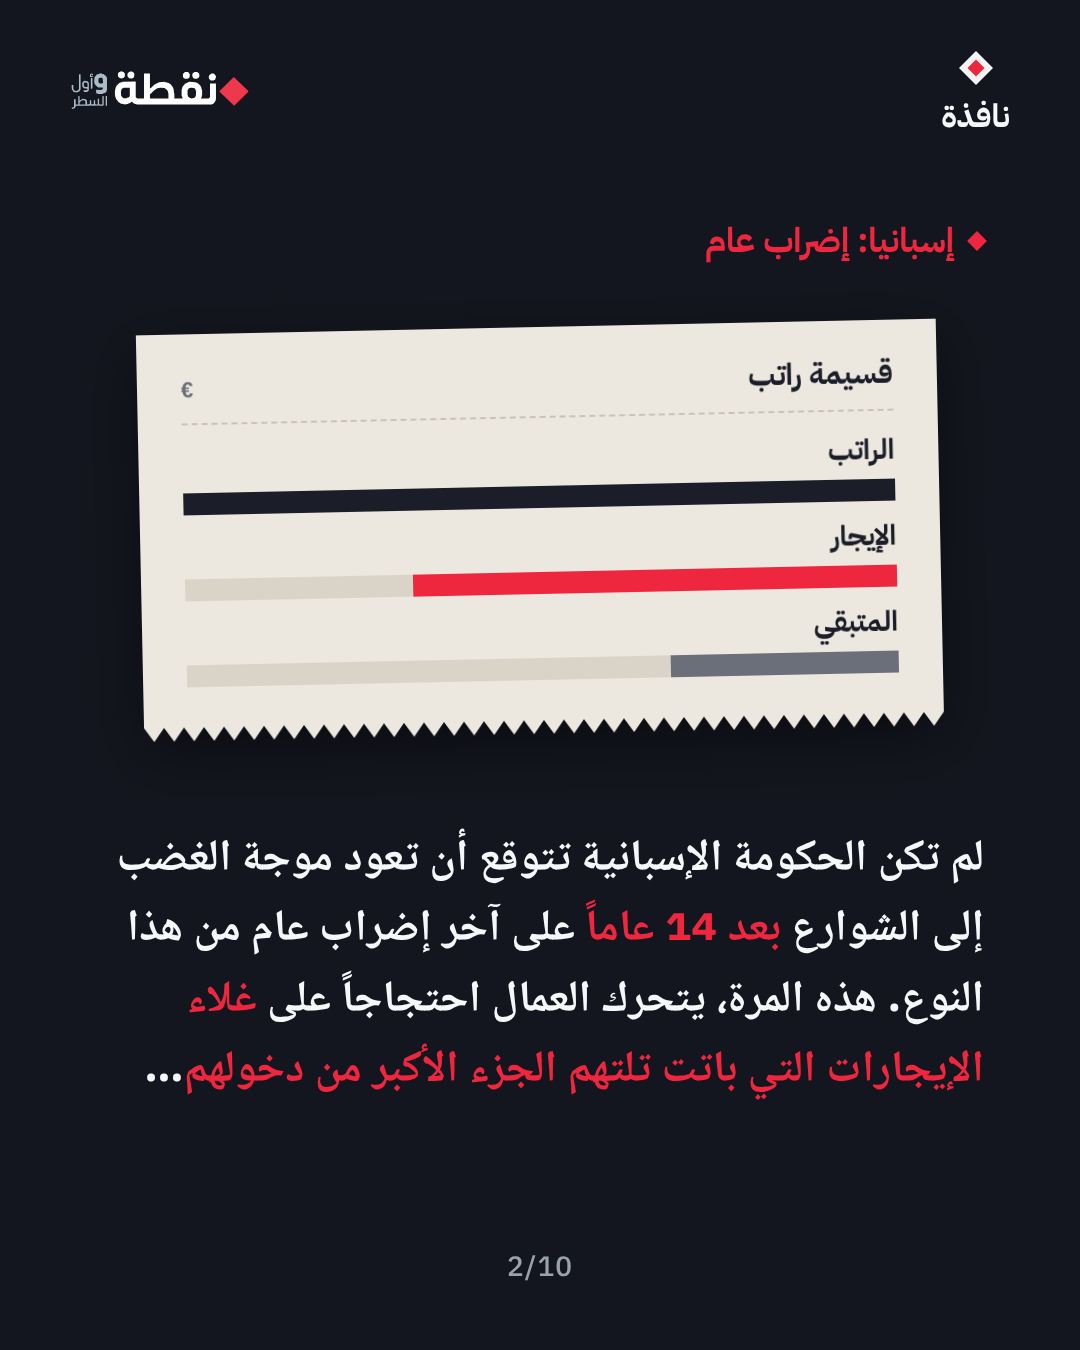 نافذة
نقطة
وأول
السطر
إسبانيا: إضراب عام
قسيمة راتب
€
الراتب
الإيجار
المتبقي
لم تكن الحكومة الإسبانية تتوقع أن تعود موجة الغضب
إلى الشوارع بعد 14 عاماً على آخر إضراب عام من هذا
النوع. هذه المرة، يتحرك العمال احتجاجاً على غلاء
الإيجارات التي باتت تلتهم الجزء الأكبر من دخولهم...
2/10